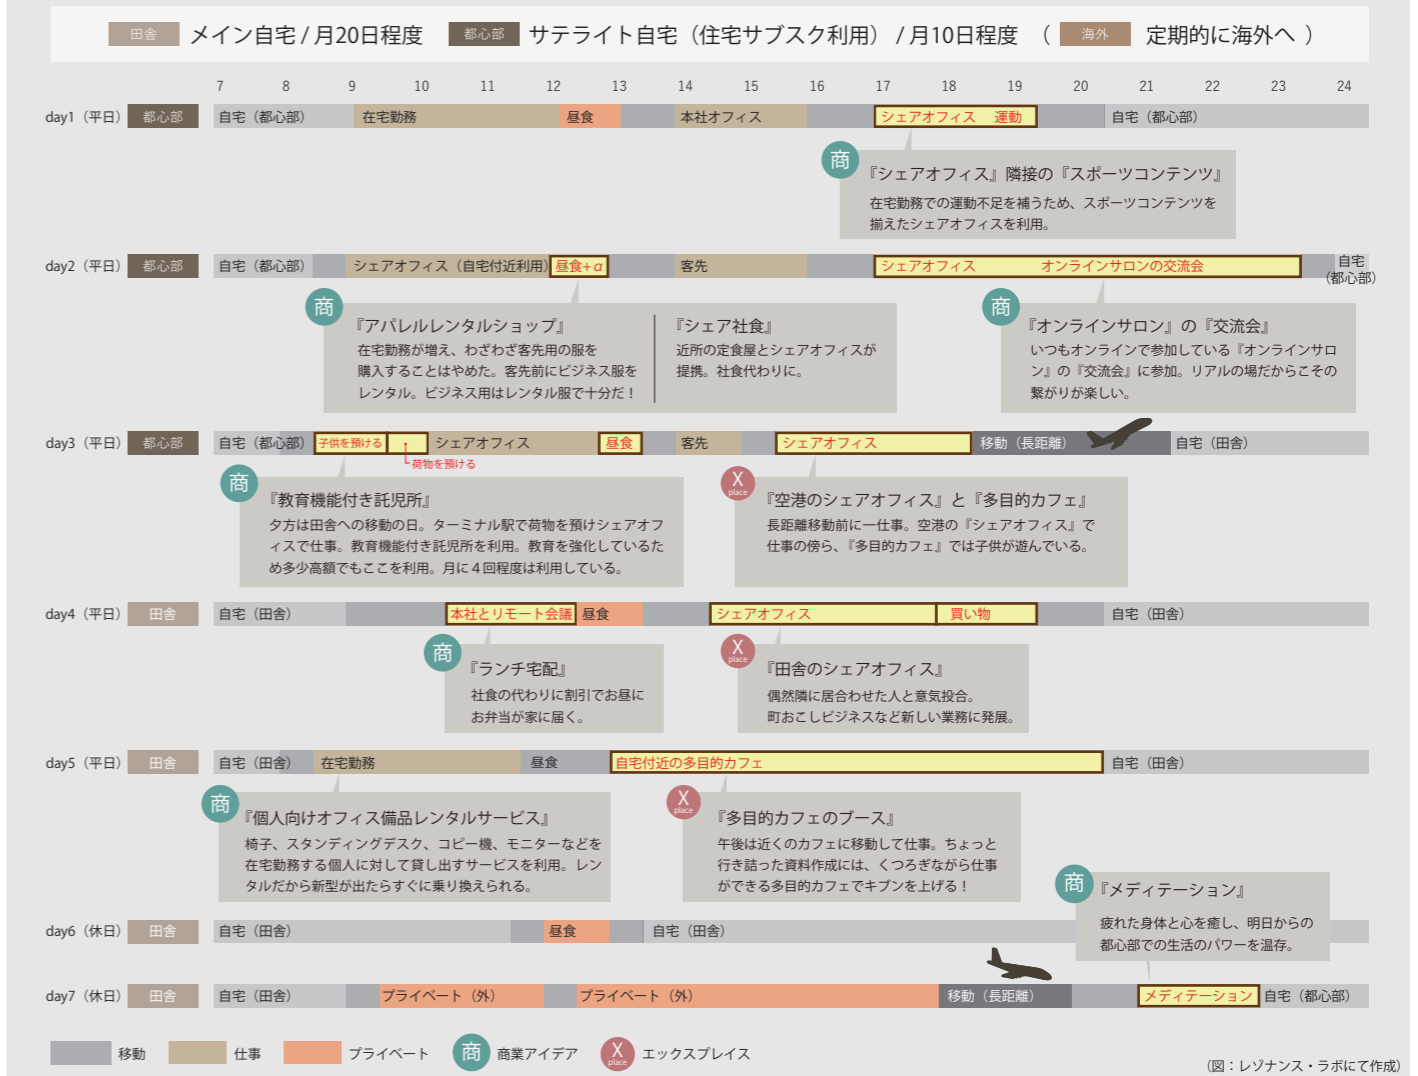 田舎 メイン自宅 / 月20日程度 都心部 サテライト自宅（住宅サブスク利用） / 月10日程度 （ 海外 定期的に海外へ ）
7 8 9 10 11 12 13 14 15 16 17 18 19 20 21 22 23 24
day1（平日） 都心部 自宅（都心部） 在宅勤務 昼食 本社オフィス シェアオフィス 運動 自宅（都心部）
商
『シェアオフィス』隣接の『スポーツコンテンツ』
在宅勤務での運動不足を補うため、スポーツコンテンツを
揃えたシェアオフィスを利用。
day2（平日） 都心部 自宅（都心部） シェアオフィス（自宅付近利用） 昼食+α 客先 シェアオフィス オンラインサロンの交流会 自宅
（都心部）
商
『アパレルレンタルショップ』
在宅勤務が増え、わざわざ客先用の服を
購入することはやめた。客先前にビジネス服を
レンタル。ビジネス用はレンタル服で十分だ！
『シェア社食』
近所の定食屋とシェアオフィスが
提携。社食代わりに。
商
『オンラインサロン』の『交流会』
いつもオンラインで参加している『オンラインサロ
ン』の『交流会』に参加。リアルの場だからこその
繋がりが楽しい。
day3（平日） 都心部 自宅（都心部） 子供を預ける シェアオフィス 昼食 客先 シェアオフィス 移動（長距離） 自宅（田舎）
荷物を預ける
商
『教育機能付き託児所』
夕方は田舎への移動の日。ターミナル駅で荷物を預けシェアオフ
ィスで仕事。教育機能付き託児所を利用。教育を強化しているた
め多少高額でもここを利用。月に４回程度は利用している。
X
place
『空港のシェアオフィス』と『多目的カフェ』
長距離移動前に一仕事。空港の『シェアオフィス』で
仕事の傍ら、『多目的カフェ』では子供が遊んでいる。
day4（平日） 田舎 自宅（田舎） 本社とリモート会議 昼食 シェアオフィス 買い物 自宅（田舎）
商
『ランチ宅配』
社食の代わりに割引でお昼に
お弁当が家に届く。
X
place
『田舎のシェアオフィス』
偶然隣に居合わせた人と意気投合。
町おこしビジネスなど新しい業務に発展。
day5（平日） 田舎 自宅（田舎） 在宅勤務 昼食 自宅付近の多目的カフェ 自宅（田舎）
商
『個人向けオフィス備品レンタルサービス』
椅子、スタンディングデスク、コピー機、モニターなどを
在宅勤務する個人に対して貸し出すサービスを利用。レン
タルだから新型が出たらすぐに乗り換えられる。
X
place
『多目的カフェのブース』
午後は近くのカフェに移動して仕事。ちょっと
行き詰った資料作成には、くつろぎながら仕事
ができる多目的カフェでキブンを上げる！
商
『メディテーション』
疲れた身体と心を癒し、明日からの
都心部での生活のパワーを温存。
day6（休日） 田舎 自宅（田舎） 昼食 自宅（田舎）
day7（休日） 田舎 自宅（田舎） プライベート（外） プライベート（外） 移動（長距離） メディテーション 自宅（都心部）
移動 仕事 プライベート 商 商業アイデア X place エックスプレイス
（図：レゾナンス・ラボにて作成）